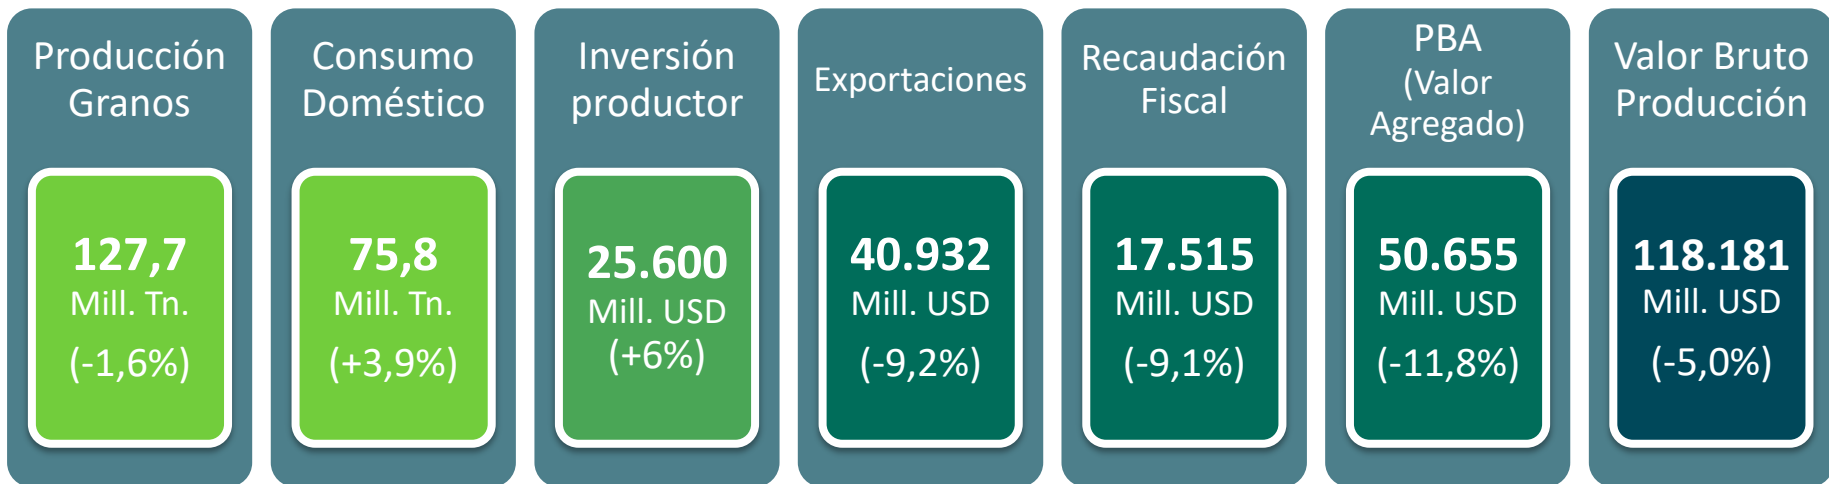 Producción
Granos
127,7
Mill. Tn.
(-1,6%)
Consumo
Doméstico
75,8
Mill. Tn.
(+3,9%)
Inversión
productor
25.600
Mill. USD
(+6%)
Exportaciones
40.932
Mill. USD
(-9,2%)
Recaudación
Fiscal
17.515
Mill. USD
(-9,1%)
PBA
(Valor
Agregado)
50.655
Mill. USD
(-11,8%)
Valor Bruto
Producción
118.181
Mill. USD
(-5,0%)